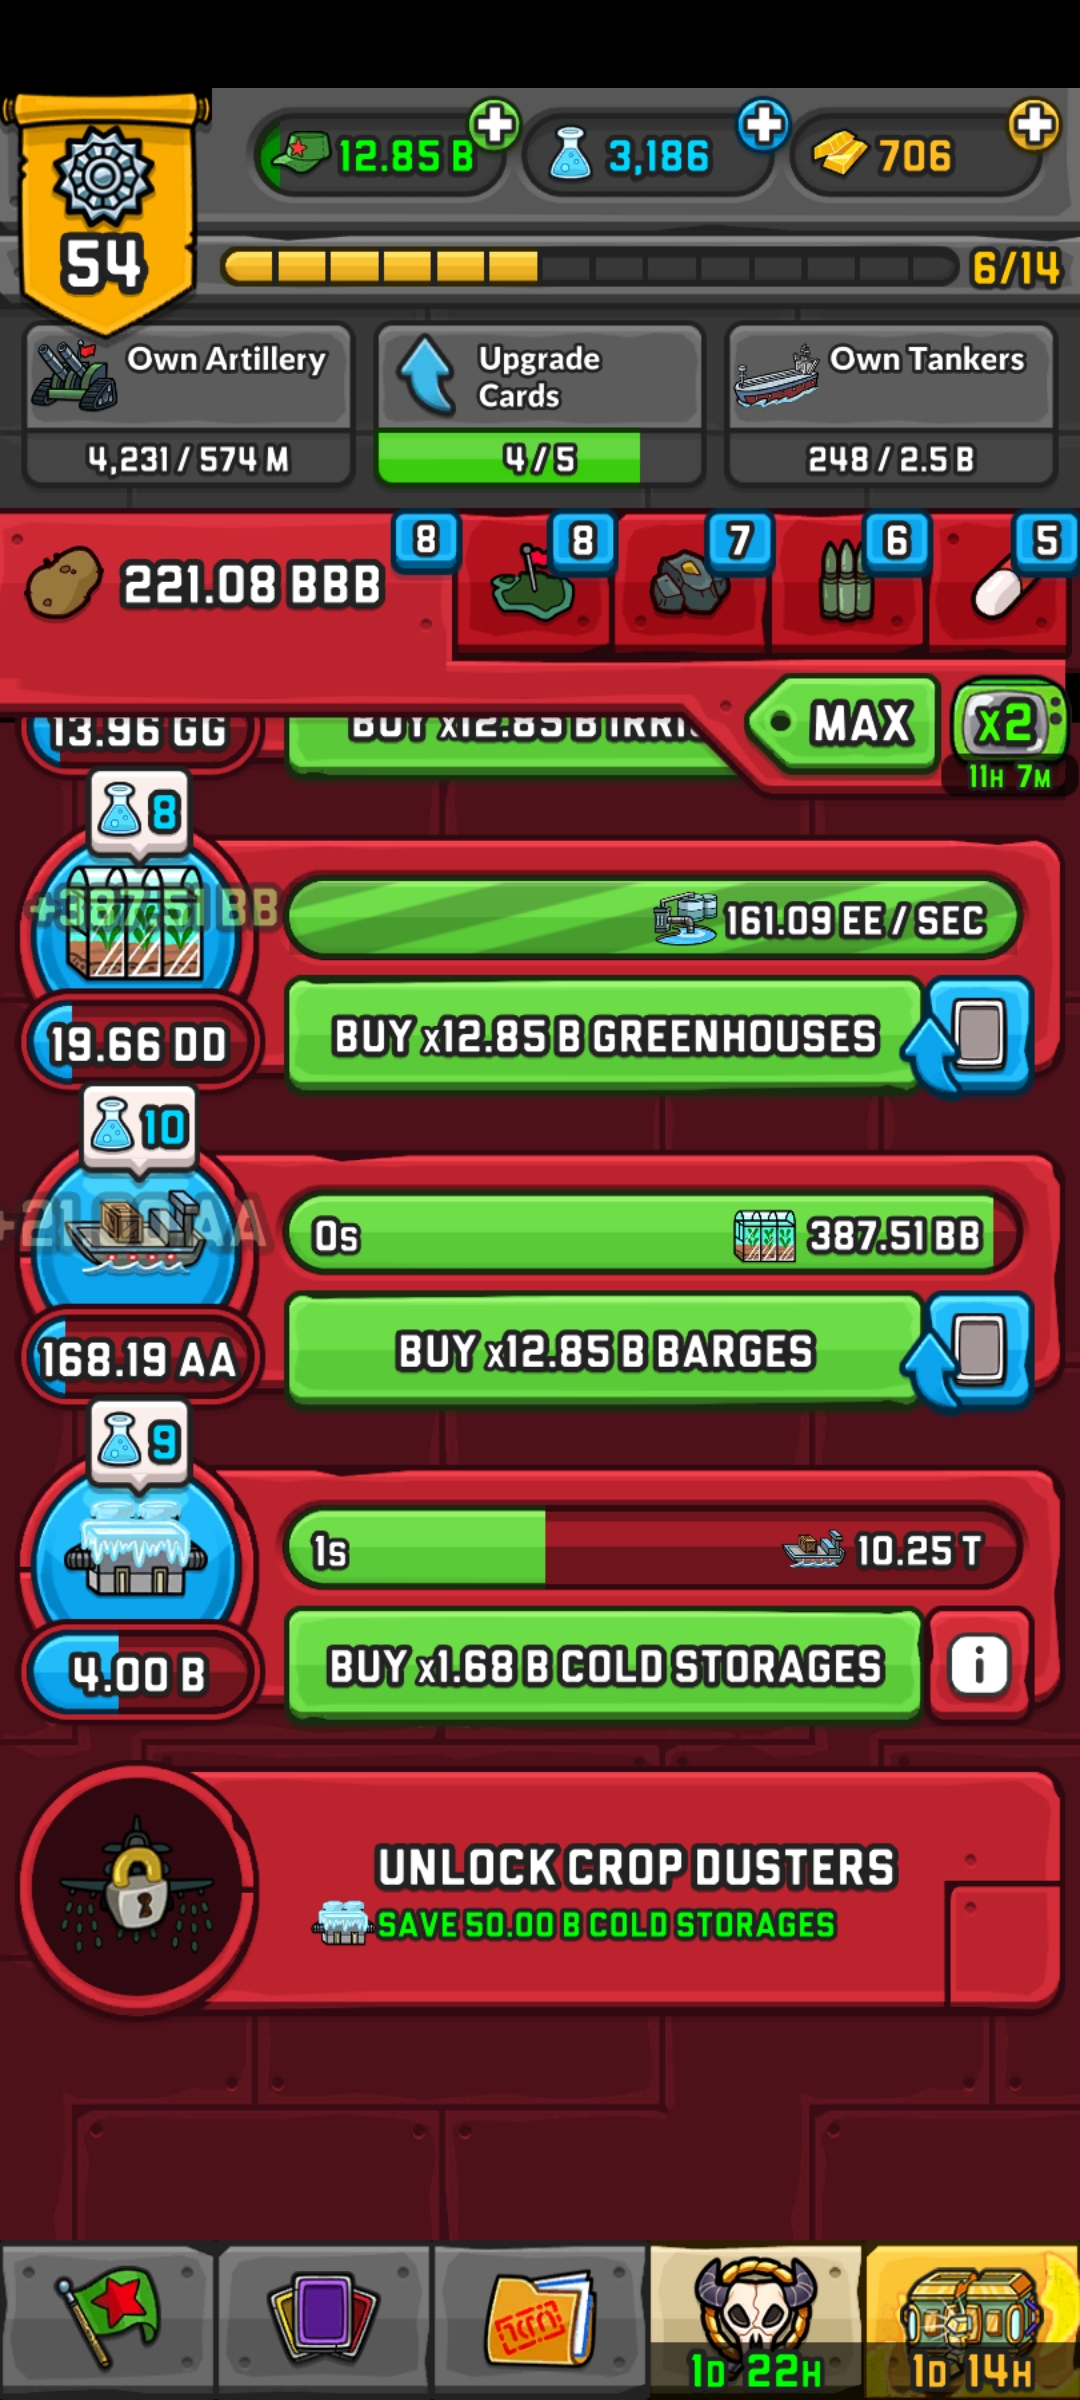 12.85 B
3,186
706
54
6/14
Own Artillery
4,231 / 574 M
Upgrade
Cards
4 / 5
Own Tankers
248 / 2.5 B
221.08 BBB
8
8
7
6
5
MAX
x2
11H 7M
13.96 GG
BUY x12.85 B IRRI
8
+387.51 BB
161.09 EE / SEC
19.66 DD
BUY x12.85 B GREENHOUSES
10
0s
387.51 BB
168.19 AA
BUY x12.85 B BARGES
9
1s
10.25 T
4.00 B
BUY x1.68 B COLD STORAGES
i
UNLOCK CROP DUSTERS
SAVE 50.00 B COLD STORAGES
1D 22H
1D 14H